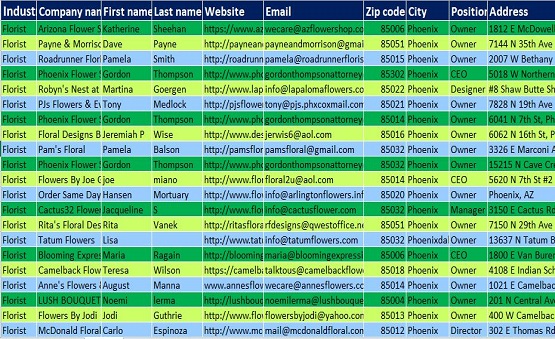 Indust Company nam First name Last name Website Email Zip code City Position Address
Florist Arizona Flower S Katherine Sheehan https://www.az wecare@azflowershop.co 85006 Phoenix Owner 1812 E McDowell
Florist Payne & Morrisc Dave Payne http://paynean payneandmorrison@gmai 85051 Phoenix Owner 7144 N 35th Ave
Florist Roadrunner Flor Pamela Smith http://roadrunn pamela@roadrunnerfloris 85015 Phoenix Owner 2007 W Bethany
Florist Phoenix Flower S Gordon Thompson http://www.pho gordonthompsonattorney 85302 Phoenix CEO 5018 W Northern
Florist Robyn's Nest at Martina Goergen http://www.lap info@lapalomaflowers.co 85022 Phoenix Designer #8 Shaw Butte Sh
Florist PJs Flowers & Ev Tony Medlock http://pjsflower tony@pjs.phxcoxmail.com 85021 Phoenix Owner 7828 N 19th Ave
Florist Phoenix Flower S Gordon Thompson http://www.pho gordonthompsonattorney 85014 Phoenix Owner 6041 N 7th St, Ph
Florist Floral Designs B Jeremiah P Wise http://www.des jerwis6@aol.com 85016 Phoenix Owner 6062 N 16th St,
Florist Pam's Floral Pamela Balson http://pamsflor pamsfloral@gmail.com 85032 Phoenix Owner 3326 E Marconi A
Florist Phoenix Flower S Gordon Thompson http://www.pho gordonthompsonattorney 85032 Phoenix Owner 15215 N Cave Cr
Florist Flowers By Joe C joe miano http://www.flo floral2u@aol.com 85014 Phoenix CEO 5620 N 7th St #2
Florist Order Same Day Hansen Mortuary http://www.flo info@arlingtonflowers.inf 85020 Phoenix Owner Phoenix, AZ
Florist Cactus32 Flower Jacqueline S http://www.flo info@cactusflower.com 85032 Phoenix Manager 3150 E Cactus Rd
Florist Rita's Floral Des Rita Vanek http://ritasflora rfdesigns@qwestoffice.n 85051 Phoenix Owner 7150 N 29th Ave
Florist Tatum Flowers Lisa http://www.tat info@tatumflowers.com 85032 Phoenixdal Owner 13637 N Tatum B
Florist Blooming Expres Maria Ragain http://blooming maria@bloomingexpressl 85006 Phoenix CEO 1800 E Van Buren
Florist Camelback Flow Teresa Wilson https://camelb talktous@camelbackflow 85018 Phoenix Owner 4108 E Indian Sch
Florist Anne's Flowers August Manna www.annesflov wecare@annesflowers.co 85014 Phoenix Owner 1021 E Camelback
Florist LUSH BOUQUET Noemi lerma http://lushbouq noemilerma@lushbouque 85004 Phoenix Owner 201 N Central Ave
Florist Flowers By Jodi Jodi Guthrie http://www.flo flowersbyjodi@yahoo.con 85013 Phoenix Owner 400 W Camelback
Florist McDonald Floral Carlo Espinoza http://www.mc mail@mcdonaldfloral.com 85012 Phoenix Director 302 E Thomas Rd